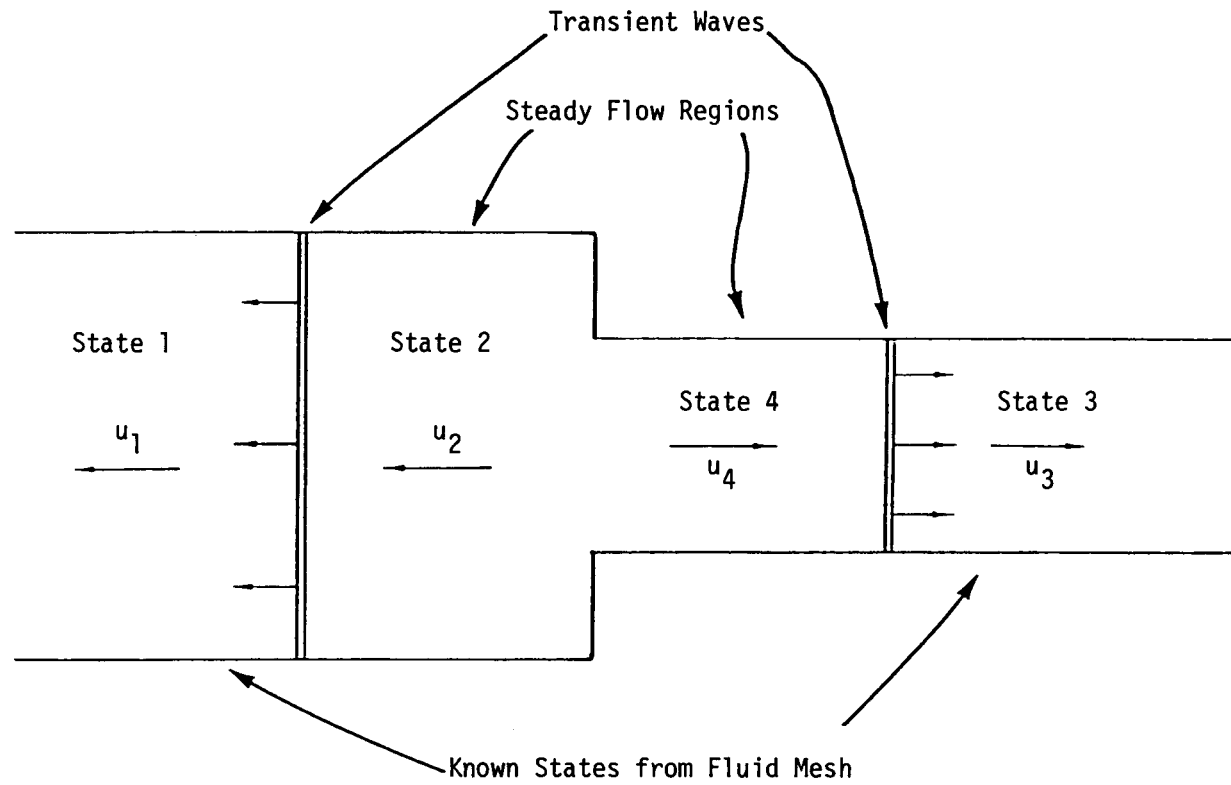 Transient Waves
Steady Flow Regions
State 1
State 2
State 4
State 3
u1
u2
u4
u3
Known States from Fluid Mesh